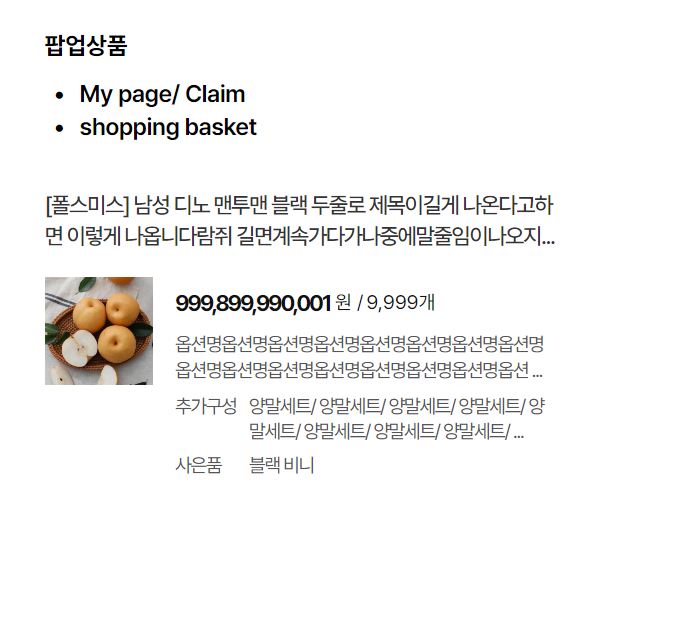 팝업상품
• My page/ Claim
• shopping basket
[폴스미스] 남성 디노 맨투맨 블랙 두줄로 제목이길게 나온다고하
면 이렇게 나옵니다람쥐 길면계속가다가나중에말줄임이나오지...
999,899,990,001 원 / 9,999개
옵션명옵션명옵션명옵션명옵션명옵션명옵션명옵션명
옵션명옵션명옵션명옵션명옵션명옵션명옵션명옵션 ...
추가구성 양말세트/ 양말세트/ 양말세트/ 양말세트/ 양
말세트/ 양말세트/ 양말세트/ 양말세트/ ...
사은품 블랙 비니